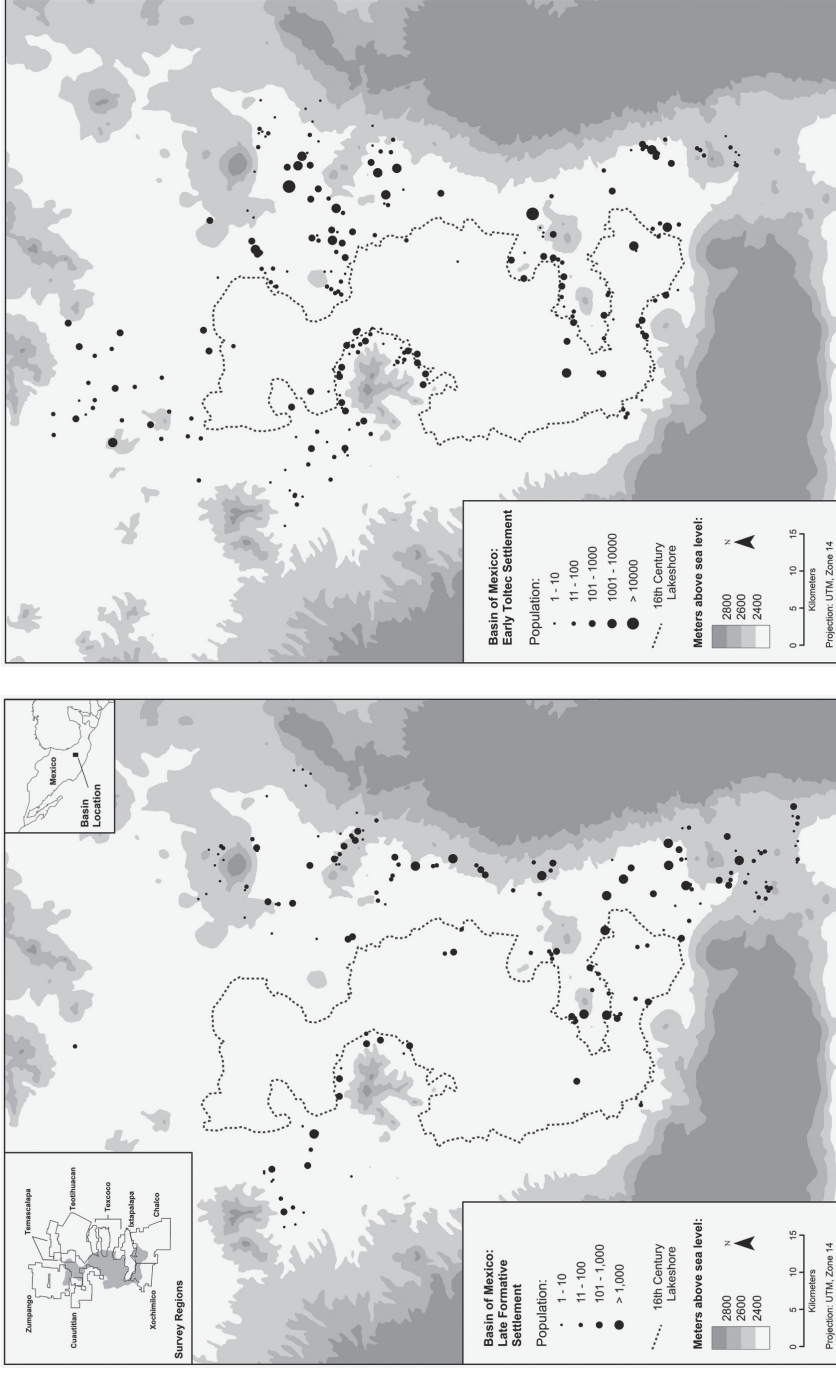 Zumpango
Temascalapa
Cuautitlan
Teotihuacan
Texcoco
Ixtapalapa
Xochimilco
Chalco
Survey Regions
Mexico
Basin
Location
Basin of Mexico:
Late Formative
Settlement
Population:
1 - 10
11 - 100
101 - 1,000
> 1,000
16th Century
Lakeshore
Meters above sea level:
2800
2600
2400
N
0 5 10 15
Kilometers
Projection: UTM, Zone 14
Basin of Mexico:
Early Toltec Settlement
Population:
1 - 10
11 - 100
101 - 1000
1001 - 10000
> 10000
16th Century
Lakeshore
Meters above sea level:
2800
2600
2400
N
0 5 10 15
Kilometers
Projection: UTM, Zone 14